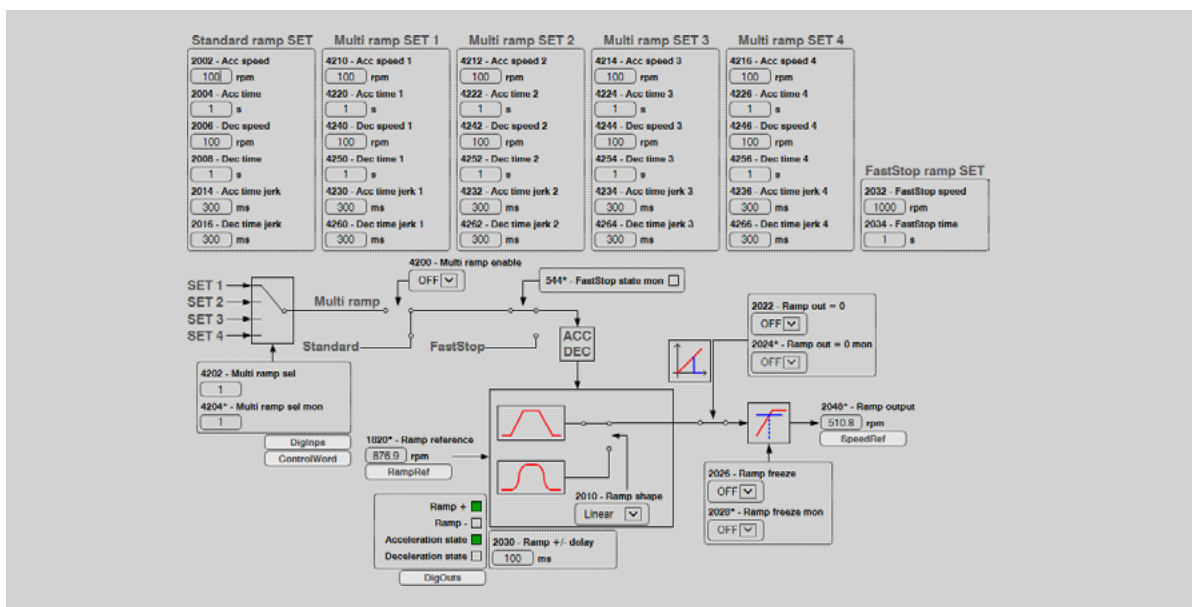 Standard ramp SET
2002 - Acc speed
100 rpm
2004 - Acc time
1 s
2006 - Dec speed
100 rpm
2008 - Dec time
1 s
2014 - Acc time jerk
300 ms
2016 - Dec time jerk
300 ms
Multi ramp SET 1
4210 - Acc speed 1
100 rpm
4220 - Acc time 1
1 s
4240 - Dec speed 1
100 rpm
4250 - Dec time 1
1 s
4230 - Acc time jerk 1
300 ms
4260 - Dec time jerk 1
300 ms
Multi ramp SET 2
4212 - Acc speed 2
100 rpm
4222 - Acc time 2
1 s
4242 - Dec speed 2
100 rpm
4252 - Dec time 2
1 s
4232 - Acc time jerk 2
300 ms
4262 - Dec time jerk 2
300 ms
Multi ramp SET 3
4214 - Acc speed 3
100 rpm
4224 - Acc time 3
1 s
4244 - Dec speed 3
100 rpm
4254 - Dec time 3
1 s
4234 - Acc time jerk 3
300 ms
4264 - Dec time jerk 3
300 ms
Multi ramp SET 4
4216 - Acc speed 4
100 rpm
4226 - Acc time 4
1 s
4246 - Dec speed 4
100 rpm
4256 - Dec time 4
1 s
4236 - Acc time jerk 4
300 ms
4266 - Dec time jerk 4
300 ms
FastStop ramp SET
2032 - FastStop speed
1000 rpm
2034 - FastStop time
1 s
4200 - Multi ramp enable
OFF
544* - FastStop state mon
SET 1
SET 2
SET 3
SET 4
Multi ramp
Standard
FastStop
ACC
DEC
2022 - Ramp out = 0
OFF
2024* - Ramp out = 0 mon
OFF
4202 - Multi ramp sel
1
4204* - Multi ramp sel mon
1
DigInps
ControlWord
1820* - Ramp reference
876.9 rpm
RampRef
2010 - Ramp shape
Linear
2048* - Ramp output
510.8 rpm
SpeedRef
2026 - Ramp freeze
OFF
2028* - Ramp freeze mon
OFF
Ramp +
Ramp -
Acceleration state
Deceleration state
DigOuts
2030 - Ramp +/- delay
100 ms